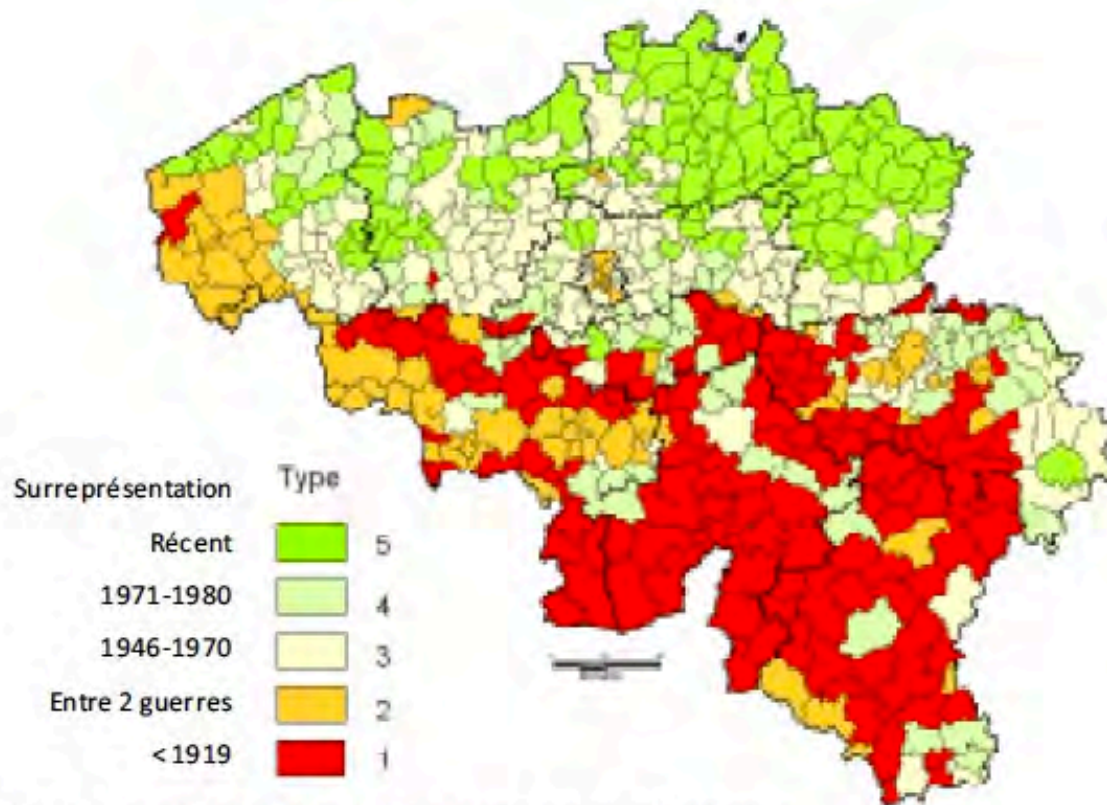 Surreprésentation Type
Récent 5
1971-1980 4
1946-1970 3
Entre 2 guerres 2
<1919 1